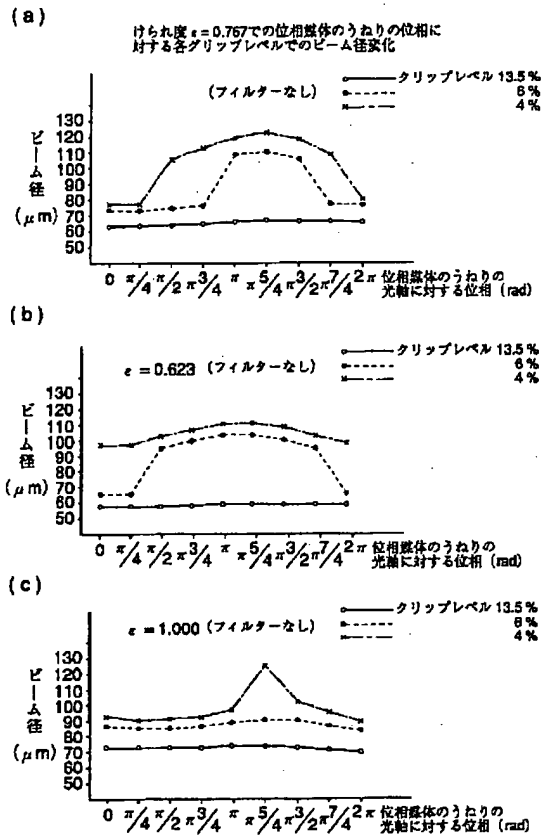 (a)
けられ度 ε = 0.767での位相媒体のうねりの位相に
対する各グリップレベルでのビーム径変化
(フィルターなし)
クリップレベル 13.5%
6%
4%
ビーム径
(μm)
130
120
110
100
90
80
70
60
50
0 π/4 π/2 π3/4 π π5/4 π3/2 π7/4 2π
位相媒体のうねりの
光軸に対する位相 (rad)
(b)
ε = 0.623 (フィルターなし)
クリップレベル 13.5%
6%
4%
ビーム径
(μm)
130
120
110
100
90
80
70
60
50
0 π/4 π/2 π3/4 π π5/4 π3/2 π7/4 2π
位相媒体のうねりの
光軸に対する位相 (rad)
(c)
ε = 1.000 (フィルターなし)
クリップレベル 13.5%
6%
4%
ビーム径
(μm)
130
120
110
100
90
80
70
60
50
0 π/4 π/2 π3/4 π π5/4 π3/2 π7/4 2π
位相媒体のうねりの
光軸に対する位相 (rad)